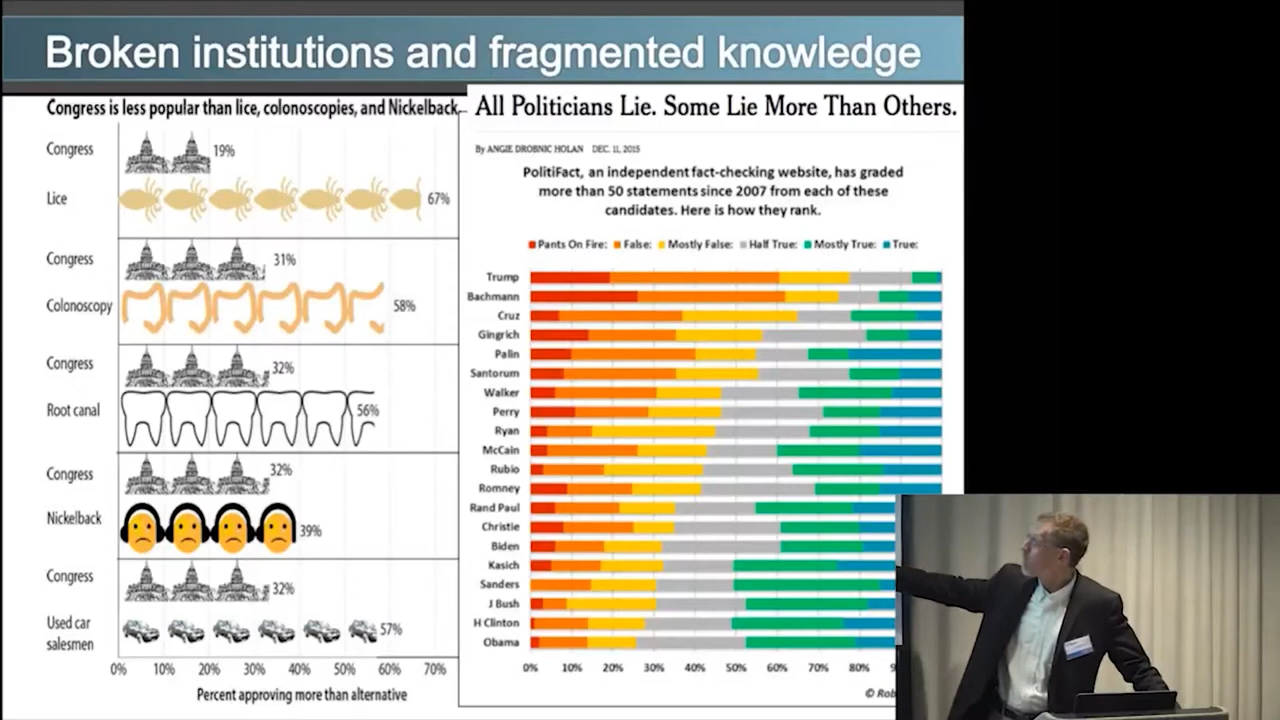 Broken institutions and fragmented knowledge
Congress is less popular than lice, colonoscopies, and Nickelback
Congress
19%
Lice
67%
Congress
31%
Colonoscopy
58%
Congress
32%
Root canal
56%
Congress
32%
Nickelback
39%
Congress
32%
Used car
salesmen
57%
0% 10% 20% 30% 40% 50% 60% 70%
Percent approving more than alternative
All Politicians Lie. Some Lie More Than Others.
By ANGIE DROBNIC HOLAN DEC. 11, 2015
PolitiFact, an independent fact-checking website, has graded
more than 50 statements since 2007 from each of these
candidates. Here is how they rank.
Pants On Fire: False: Mostly False: Half True: Mostly True: True:
Trump
Bachmann
Cruz
Gingrich
Palin
Santorum
Walker
Perry
Ryan
McCain
Rubio
Romney
Rand Paul
Christie
Biden
Kasich
Sanders
J Bush
H Clinton
Obama
0% 10% 20% 30% 40% 50% 60% 70% 80% 9
© Rob